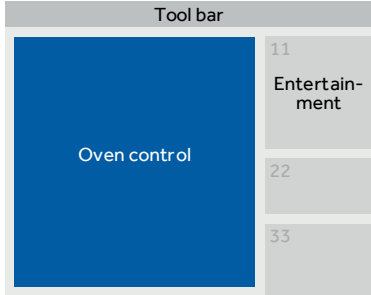 Tool bar
11
Entertain-
ment
Oven control
22
33